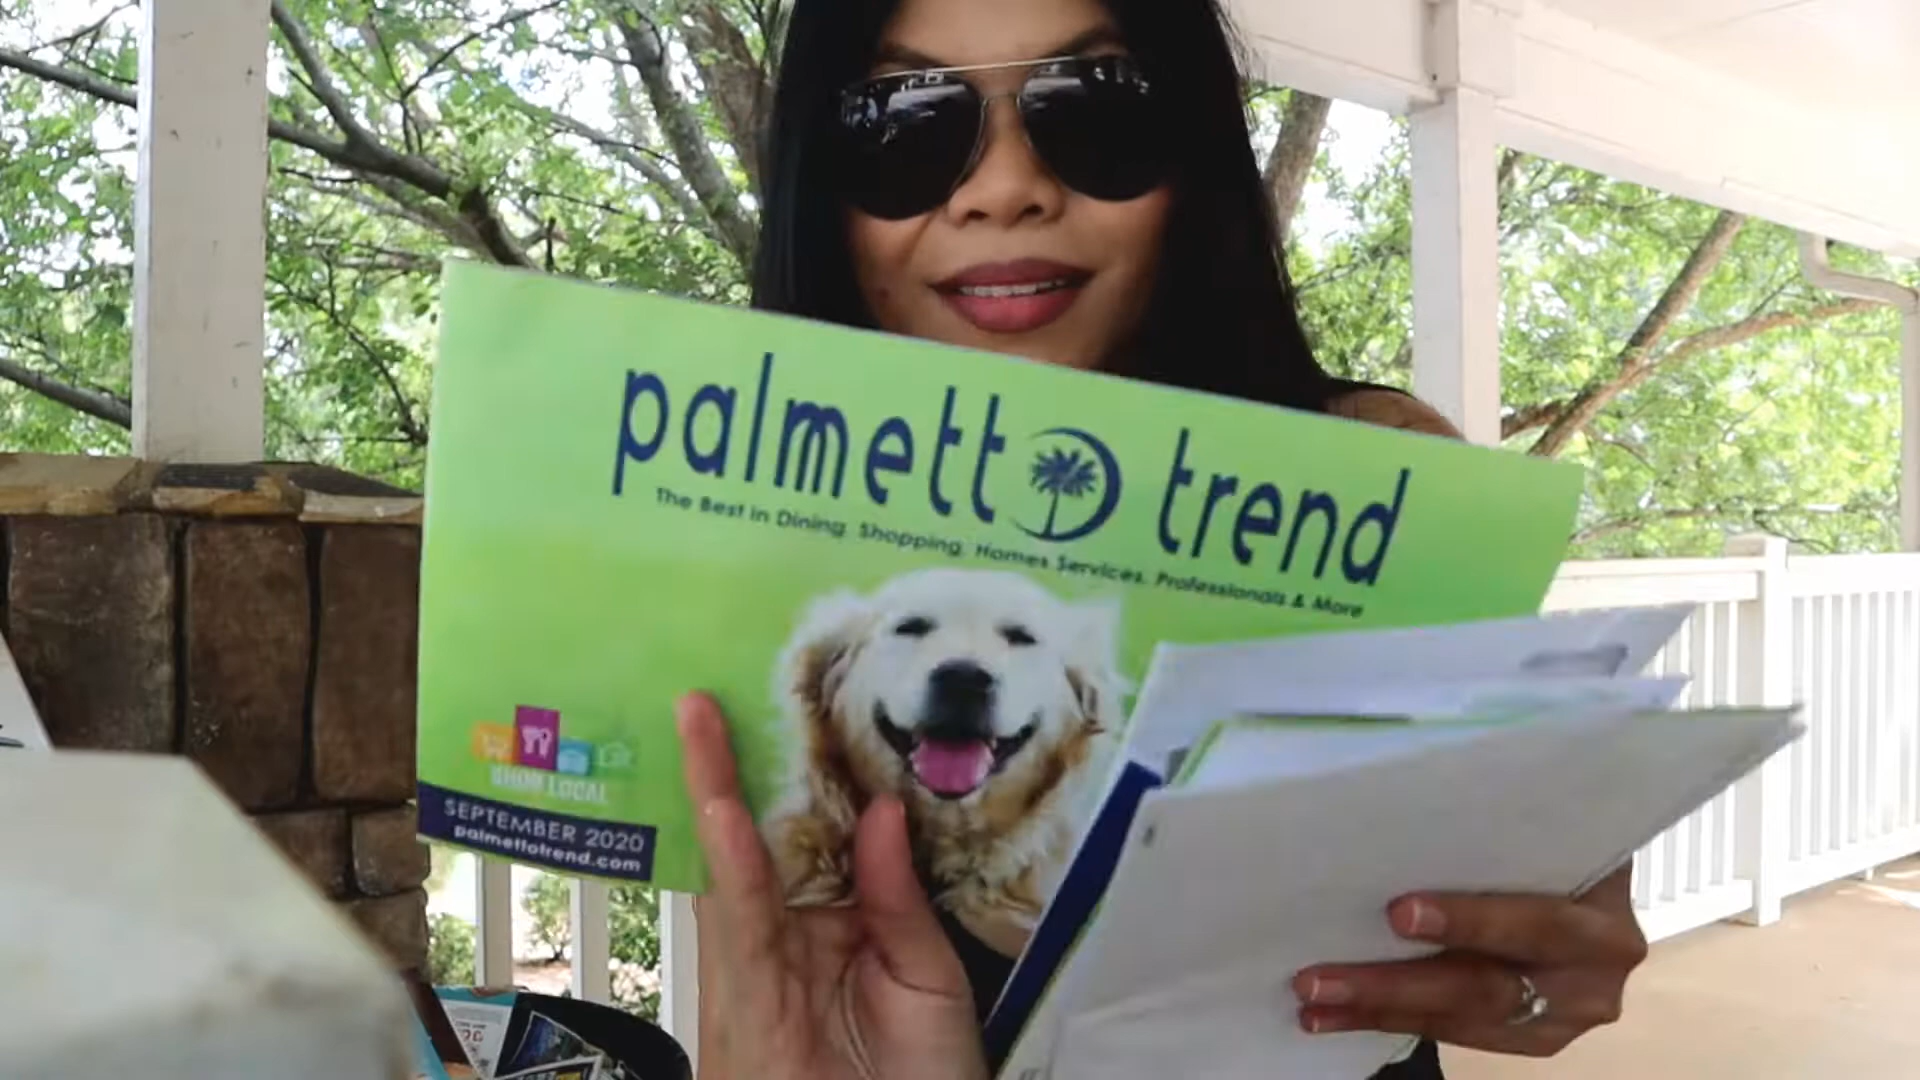 palmetto trend
The Best in Dining, Shopping, Homes Services, Professionals & More
SHOP LOCAL
SEPTEMBER 2020
palmettotrend.com